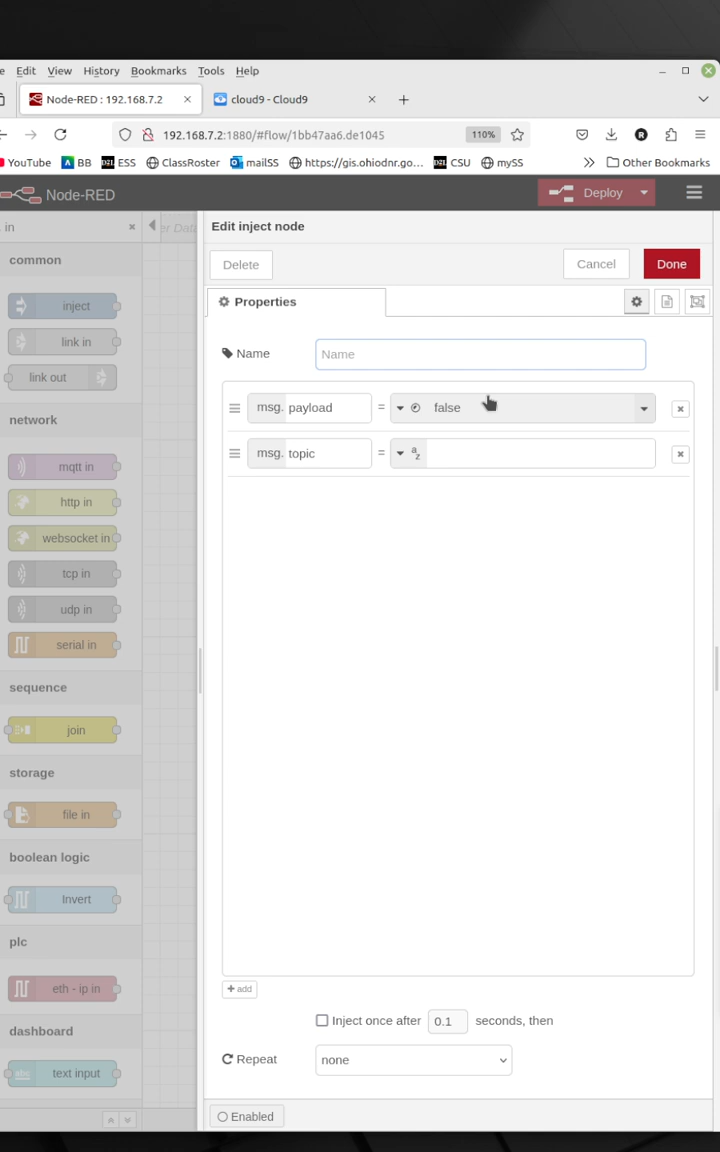 Edit View History Bookmarks Tools Help
Node-RED : 192.168.7.2 × cloud9 - Cloud9 × +
192.168.7.2:1880/#flow/1bb47aa6.de1045 110%
YouTube BB ESS ClassRoster mailSS https://gis.ohiodnr.go... CSU mySS Other Bookmarks
Node-RED Deploy
in
Edit inject node
common
Delete Cancel Done
inject
Properties
link in
Name Name
link out
msg. payload = false
network
msg. topic =
mqtt in
http in
websocket in
tcp in
udp in
serial in
sequence
join
storage
file in
boolean logic
Invert
plc
eth - ip in
+ add
dashboard
Inject once after 0.1 seconds, then
text input
Repeat none
Enabled